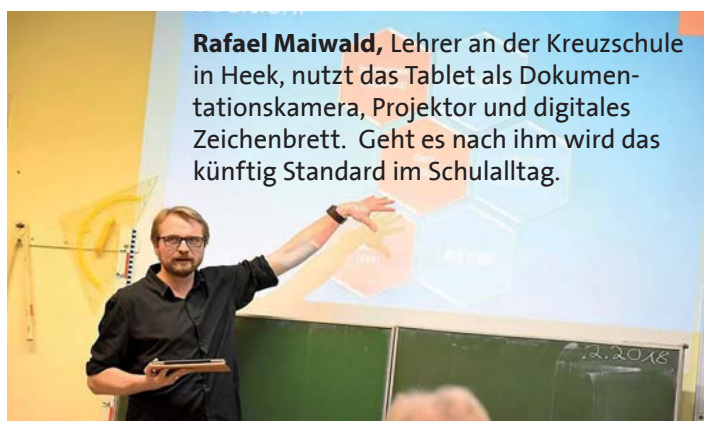 Rafael Maiwald, Lehrer an der Kreuzschule
in Heek, nutzt das Tablet als Dokumen-
tationskamera, Projektor und digitales
Zeichenbrett.  Geht es nach ihm wird das
künftig Standard im Schulalltag.
.2.2018